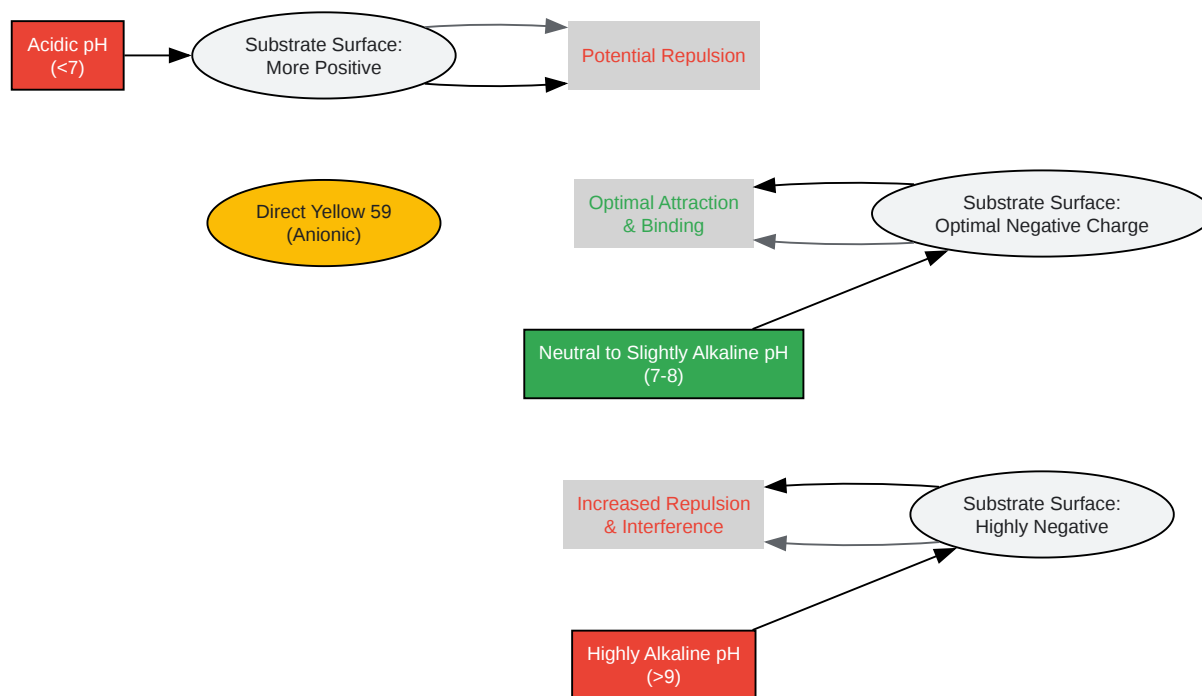 Acidic pH
(<7)
Substrate Surface:
More Positive
Potential Repulsion
Direct Yellow 59
(Anionic)
Optimal Attraction
& Binding
Substrate Surface:
Optimal Negative Charge
Neutral to Slightly Alkaline pH
(7-8)
Increased Repulsion
& Interference
Substrate Surface:
Highly Negative
Highly Alkaline pH
(>9)